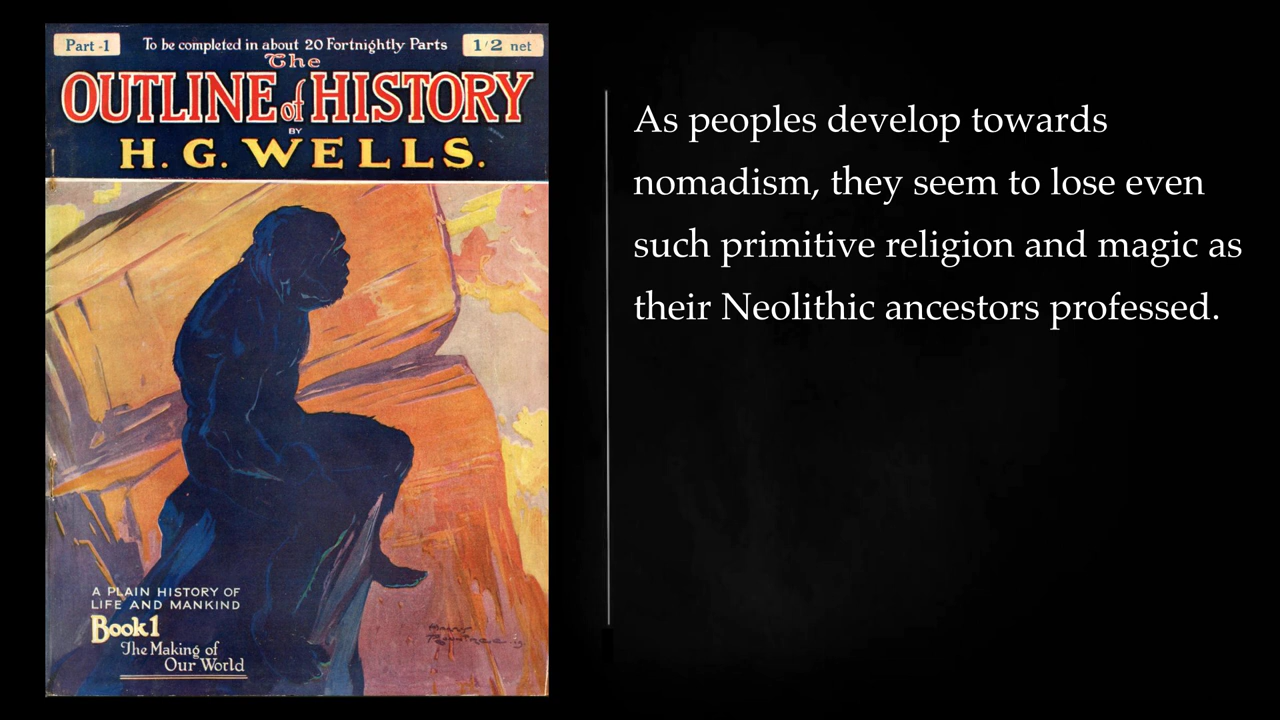 Part -1
To be completed in about 20 Fortnightly Parts
1/2 net
The
OUTLINE of HISTORY
BY
H. G. WELLS.
A PLAIN HISTORY OF
LIFE AND MANKIND
Book 1
The Making of
Our World
As peoples develop towards
nomadism, they seem to lose even
such primitive religion and magic as
their Neolithic ancestors professed.